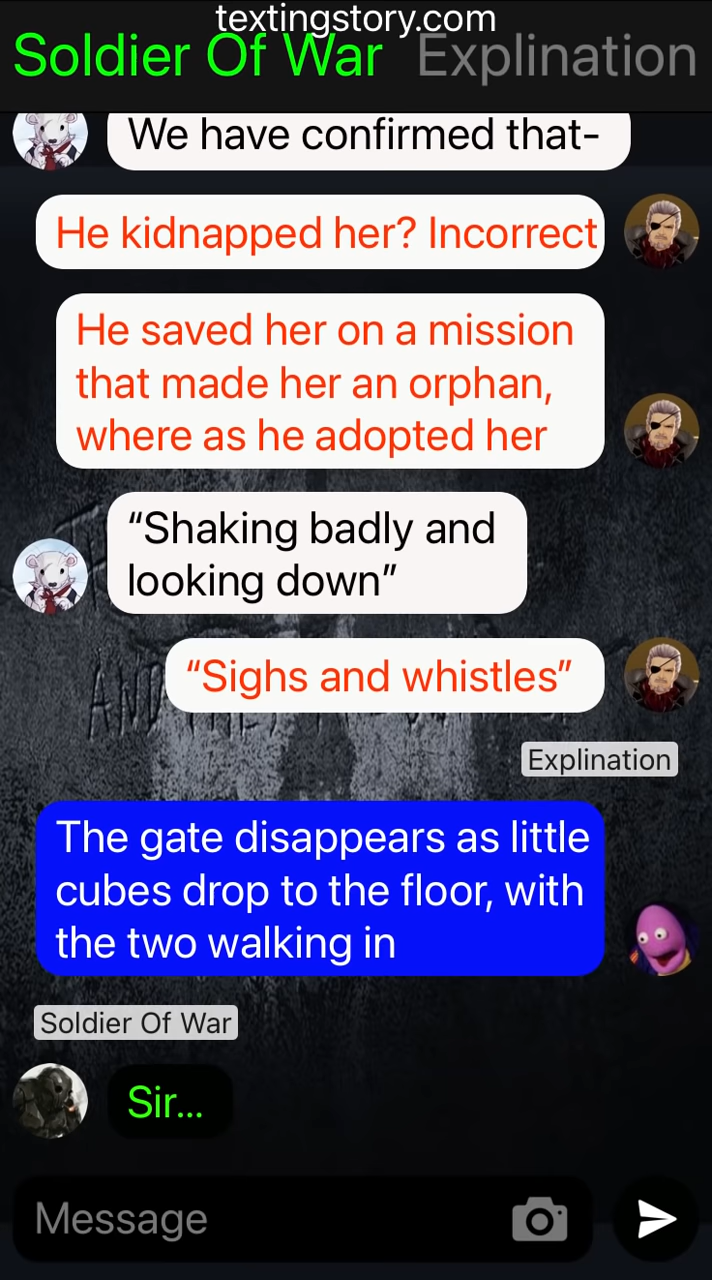 textingstory.com
Soldier Of War Explination
We have confirmed that-
He kidnapped her? Incorrect
He saved her on a mission
that made her an orphan,
where as he adopted her
“Shaking badly and
looking down”
“Sighs and whistles”
AND
Explination
The gate disappears as little
cubes drop to the floor, with
the two walking in
Soldier Of War
Sir...
Message